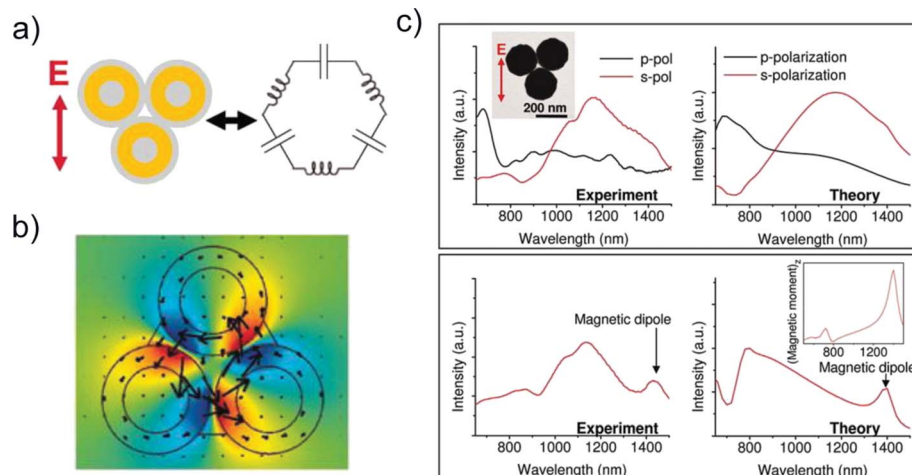 a)
E
b)
c)
E
200 nm
p-pol
s-pol
Intensity (a.u.)
Experiment
800 1000 1200 1400
Wavelength (nm)
p-polarization
s-polarization
Intensity (a.u.)
Theory
800 1000 1200 1400
Wavelength (nm)
Magnetic dipole
Intensity (a.u.)
Experiment
800 1000 1200 1400
Wavelength (nm)
(Magnetic moment)z
800 1200
Magnetic dipole
Intensity (a.u.)
Theory
800 1000 1200 1400
Wavelength (nm)